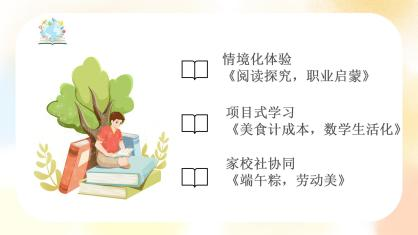 情境化体验
《阅读探究，职业启蒙》
项目式学习
《美食计成本，数学生活化》
家校社协同
《端午粽，劳动美》